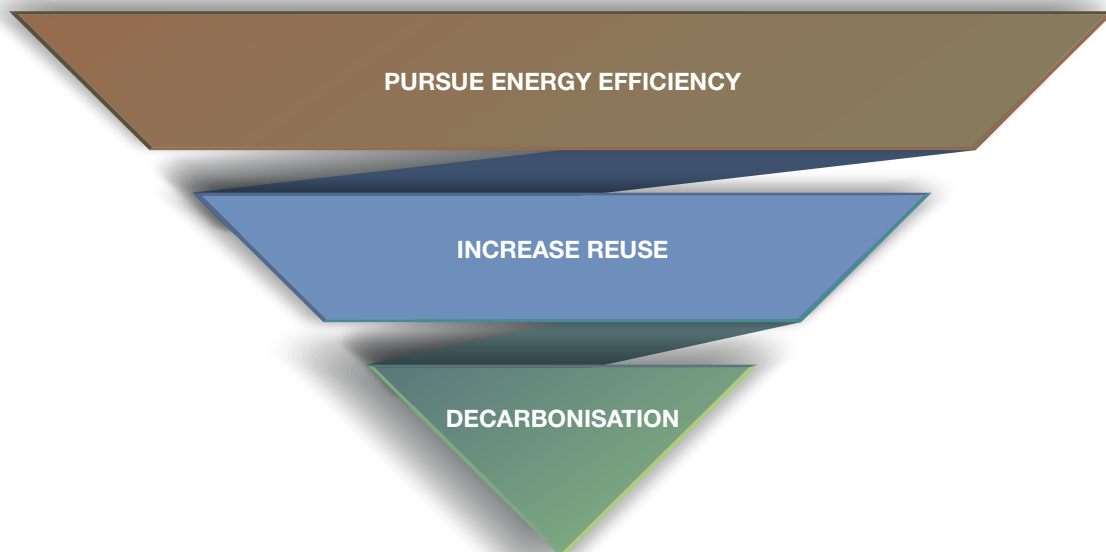 PURSUE ENERGY EFFICIENCY
INCREASE REUSE
DECARBONISATION